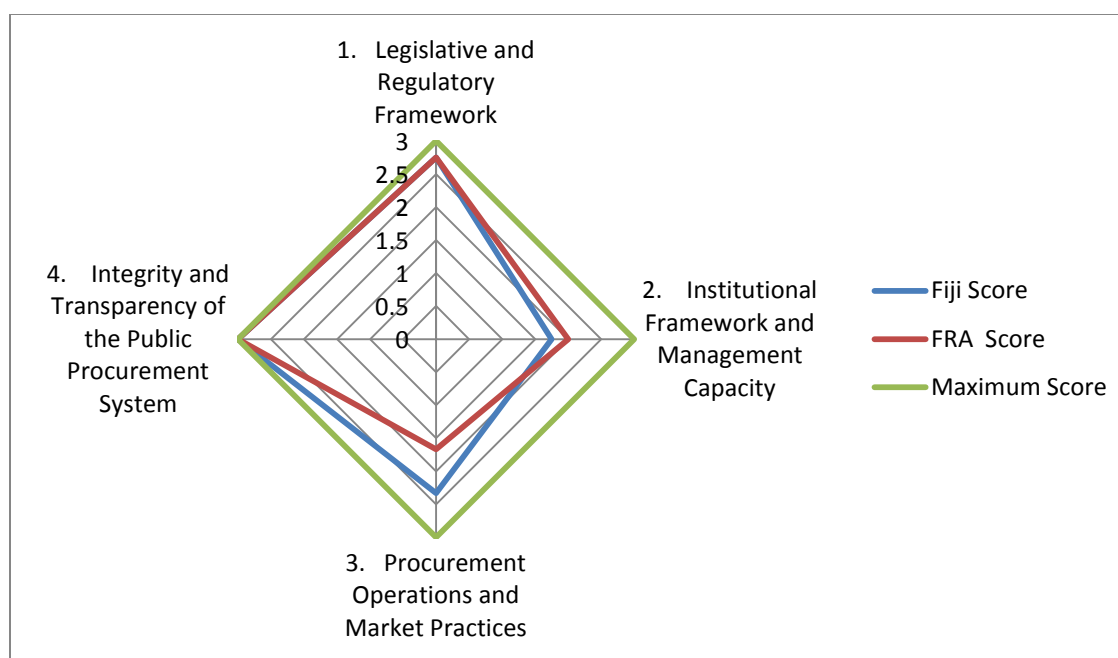 1. Legislative and
Regulatory
Framework
3
2.5
2
1.5
1
0.5
0
4. Integrity and
Transparency of
the Public
Procurement
System
2. Institutional
Framework and
Management
Capacity
Fiji Score
FRA Score
Maximum Score
3. Procurement
Operations and
Market Practices